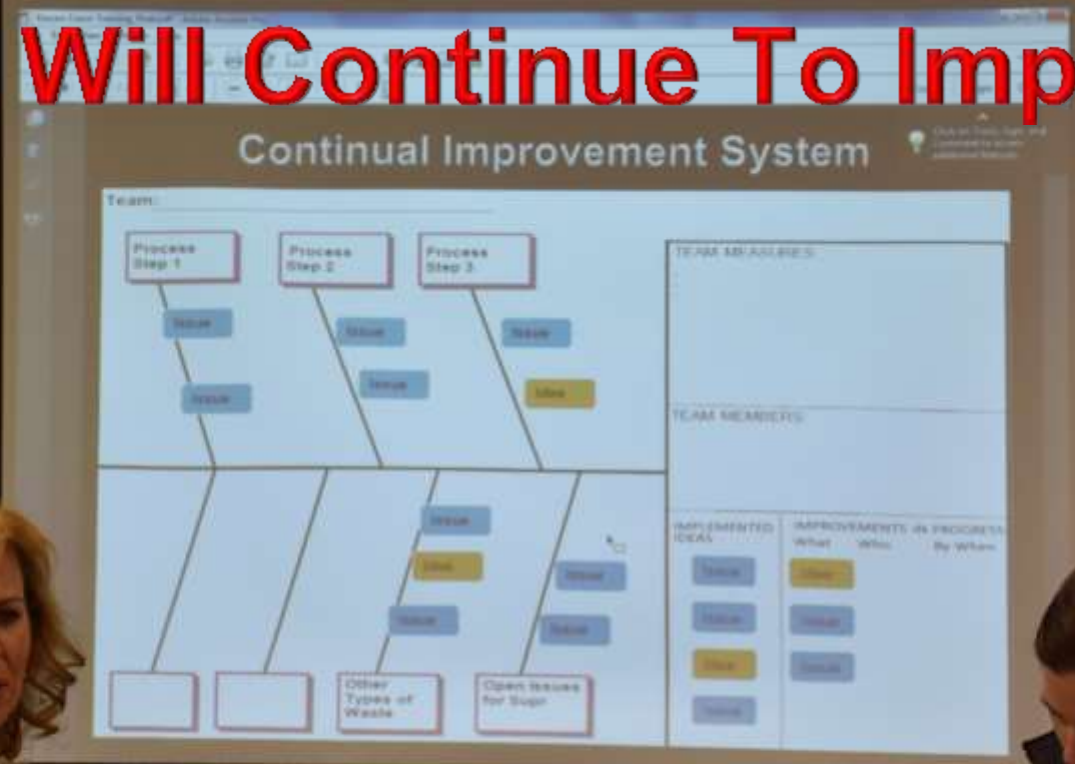 Will Continue To Imp
Continual Improvement System
Team:
Process
Step 1
Process
Step 2
Process
Step 3
Issue
Issue
Issue
Issue
Issue
Idea
TEAM MEASURES:
TEAM MEMBERS:
Issue
Idea
Issue
Issue
Issue
Other
Types of
Waste
Open Issues
for Supr
IMPLEMENTED
IDEAS
Issue
Issue
Idea
Issue
IMPROVEMENTS IN PROGRESS
What Who By When
Idea
Issue
Issue